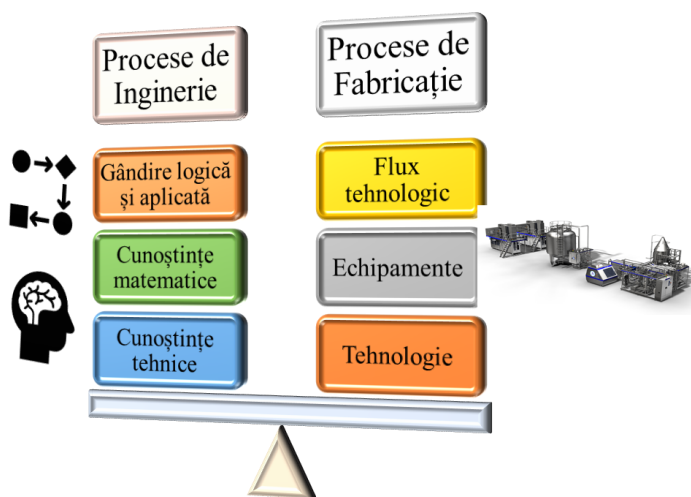 Procese de
Inginerie
Procese de
Fabricație
Gândire logică
și aplicată
Flux
tehnologic
Cunoștințe
matematice
Echipamente
Cunoștințe
tehnice
Tehnologie